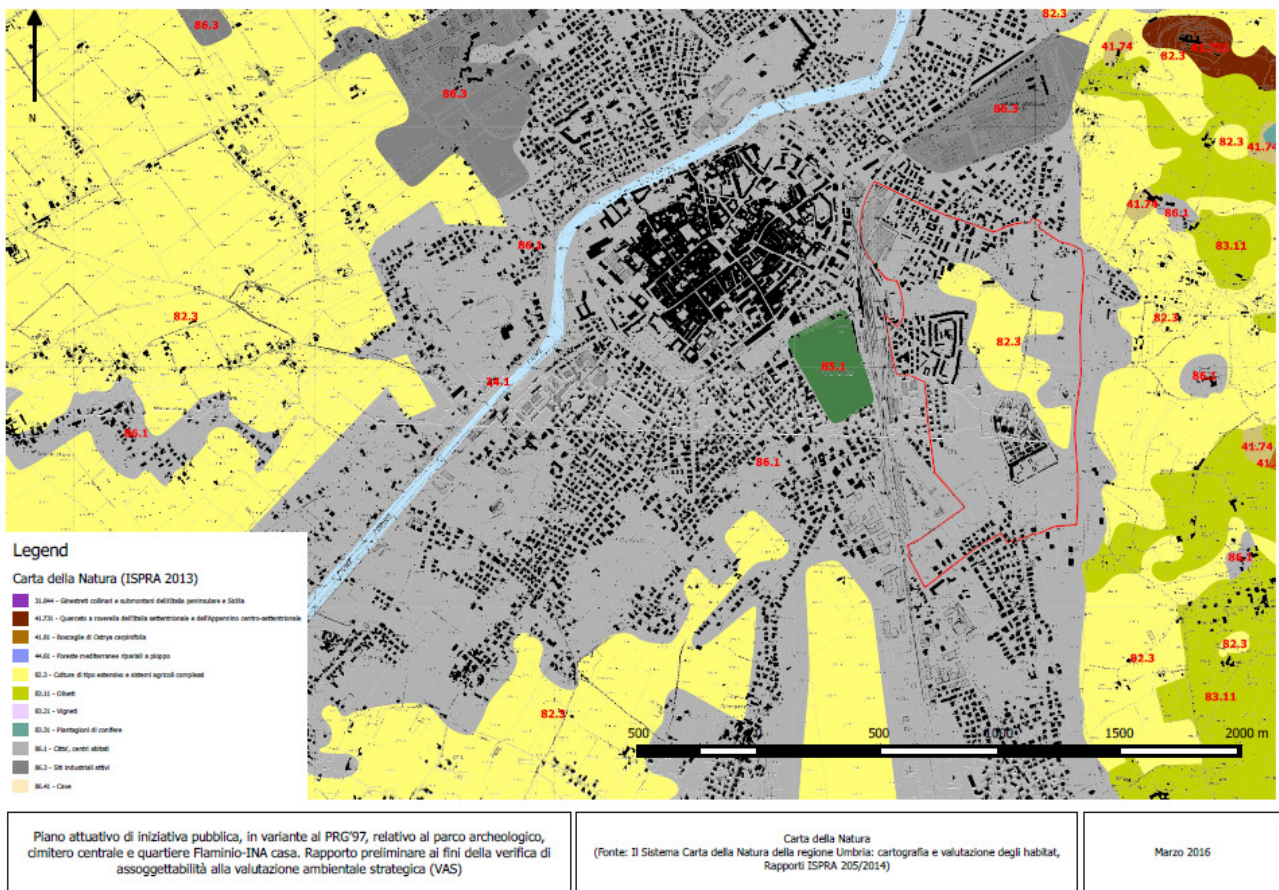 86.3
82.3
41.74
41.731
82.3
86.3
86.3
82.3
41.74
N
41.74
86.1
86.1
83.11
82.3
82.3
82.3
85.1
24.1
86.1
86.1
86.1
41.74
86.1
82.3
82.3
83.11
82.3
500
0
500
1000
1500
2000 m
Legend
Carta della Natura (ISPRA 2013)
31.844 - Ginestreti collinari e submontani dell'Italia peninsulare e Sicilia
41.731 - Querceto a roverella dell'Italia settentrionale e dell'Appennino centro-settentrionale
41.81 - Boscaglie di Ostrya carpinifolia
44.61 - Foreste mediterranee ripariali a pioppo
82.3 - Colture di tipo estensivo e sistemi agricoli complessi
83.11 - Oliveti
83.21 - Vigneti
83.31 - Piantagioni di conifere
86.1 - Citta', centri abitati
86.3 - Siti industriali attivi
86.41 - Cave
Piano attuativo di iniziativa pubblica, in variante al PRG'97, relativo al parco archeologico,
cimitero centrale e quartiere Flaminio-INA casa. Rapporto preliminare ai fini della verifica di
assoggettabilità alla valutazione ambientale strategica (VAS)
Carta della Natura
(Fonte: Il Sistema Carta della Natura della regione Umbria: cartografia e valutazione degli habitat,
Rapporti ISPRA 205/2014)
Marzo 2016